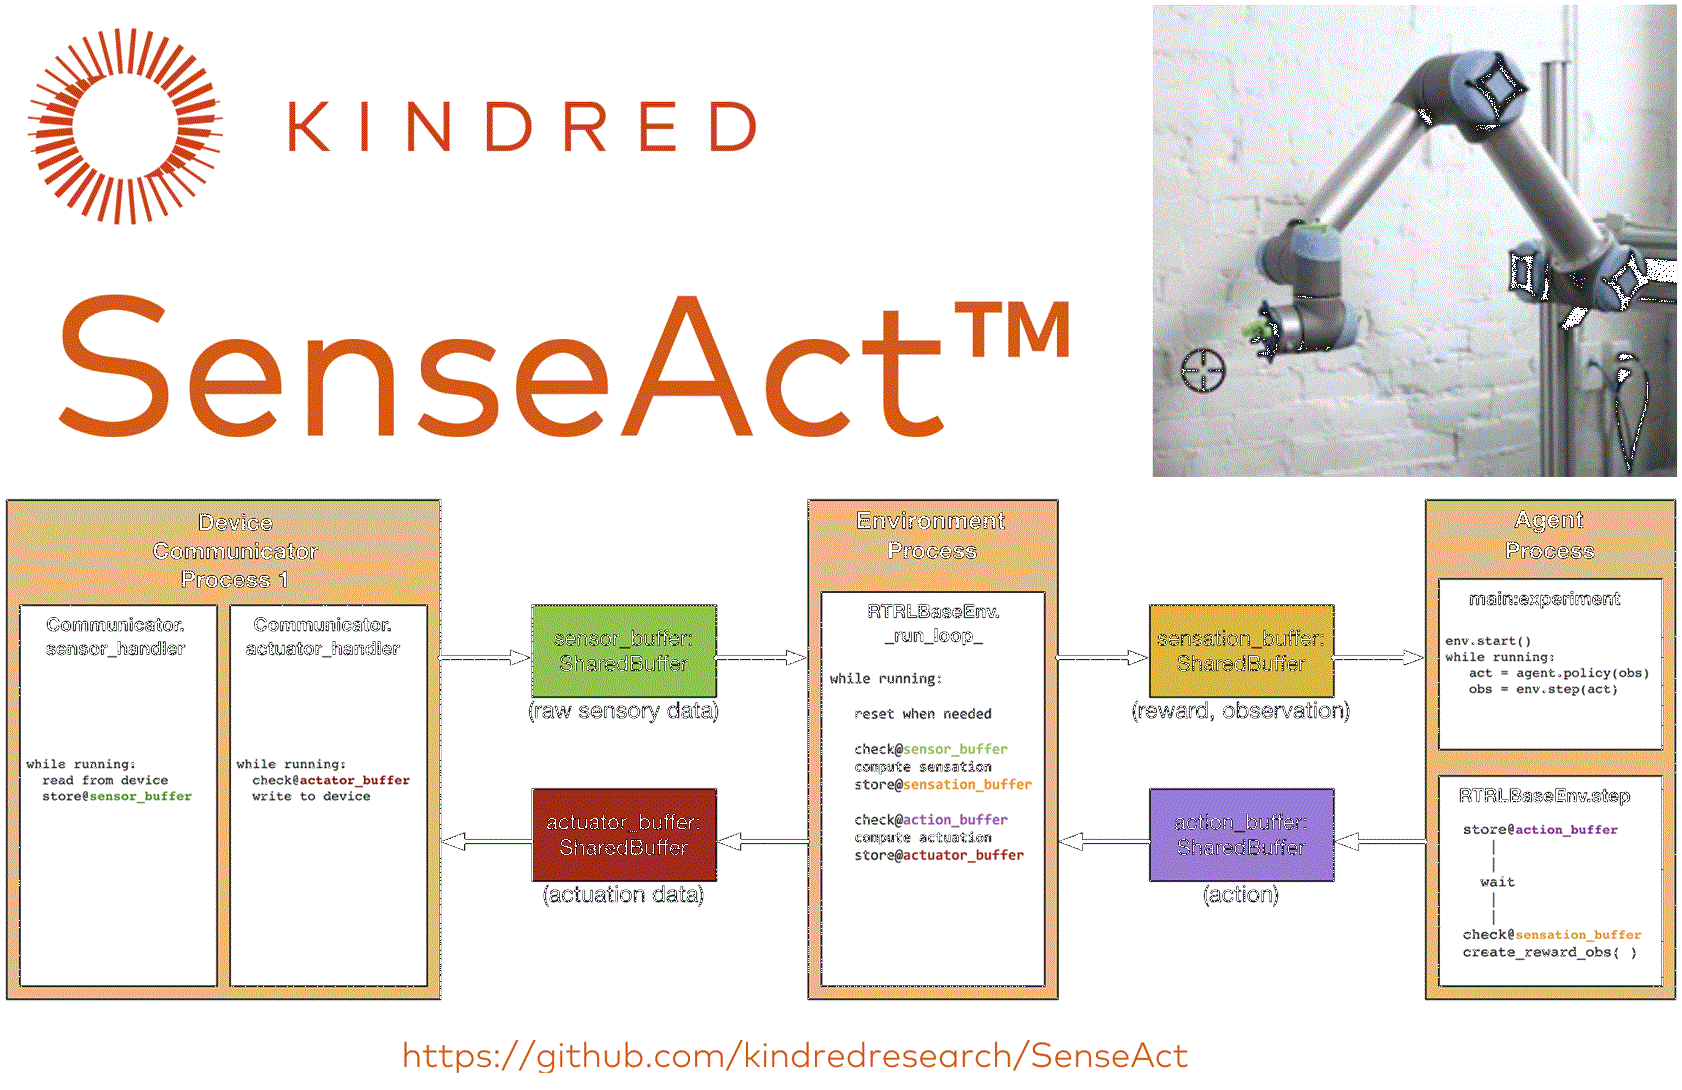 KINDRED
SenseAct™
Device
Communicator
Process 1
Communicator.
sensor_handler
while running:
read from device
store@sensor_buffer
Communicator.
actuator_handler
while running:
check@actator_buffer
write to device
sensor_buffer:
SharedBuffer
(raw sensory data)
actuator_buffer:
SharedBuffer
(actuation data)
Environment
Process
RTRLBaseEnv.
_run_loop_
while running:
reset when needed
check@sensor_buffer
compute sensation
store@sensation_buffer
check@action_buffer
compute actuation
store@actuator_buffer
sensation_buffer:
SharedBuffer
(reward, observation)
action_buffer:
SharedBuffer
(action)
Agent
Process
main:experiment
env.start()
while running:
act = agent.policy(obs)
obs = env.step(act)
RTRLBaseEnv.step
store@action_buffer
|
|
wait
|
|
check@sensation_buffer
create_reward_obs( )
https://github.com/kindredresearch/SenseAct